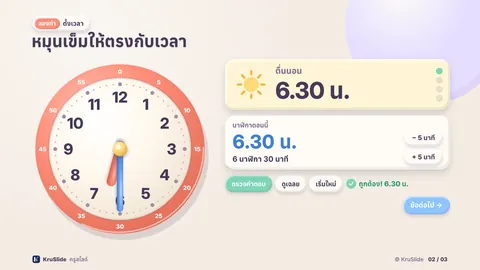 ลองทำ ตั้งเวลา
หมุนเข็มให้ตรงกับเวลา
0
5
10
15
20
25
30
35
40
45
50
55
12
1
2
3
4
5
6
7
8
9
10
11
ตื่นนอน
6.30 น.
นาฬิกาตอนนี้
6.30 น.
6 นาฬิกา 30 นาที
− 5 นาที
+ 5 นาที
ตรวจคำตอบ ดูเฉลย เริ่มใหม่ ถูกต้อง! 6.30 น.
ข้อต่อไป →
K KruSlide ครูสไลด์
© KruSlide 02 / 03